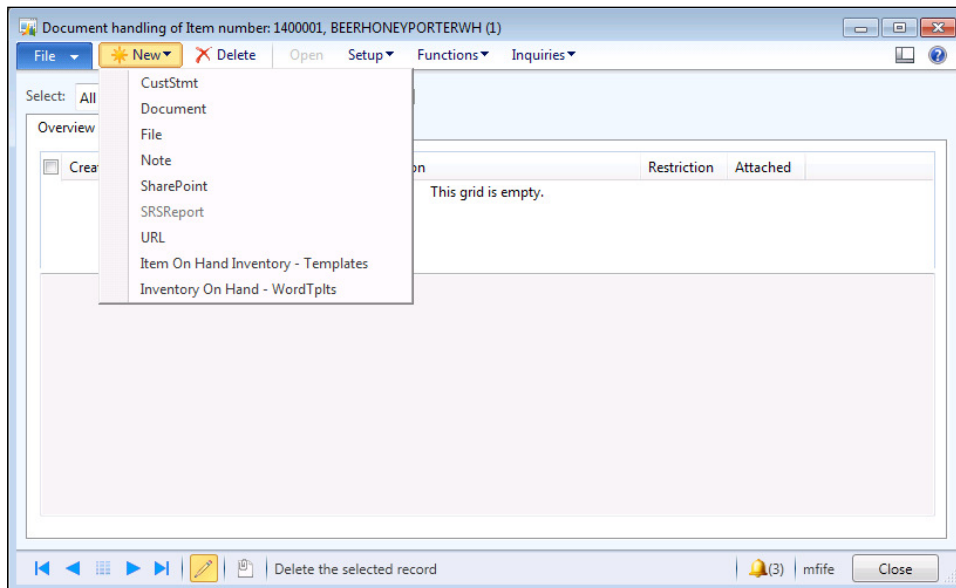 Document handling of Item number: 1400001, BEERHONEYPORTERWH (1)
File New Delete Open Setup Functions Inquiries
CustStmt
Select: All
Document
Overview
File
Note
Restriction Attached
SharePoint
This grid is empty.
SRSReport
URL
Item On Hand Inventory - Templates
Inventory On Hand - WordTplts
Delete the selected record (3) mfife Close